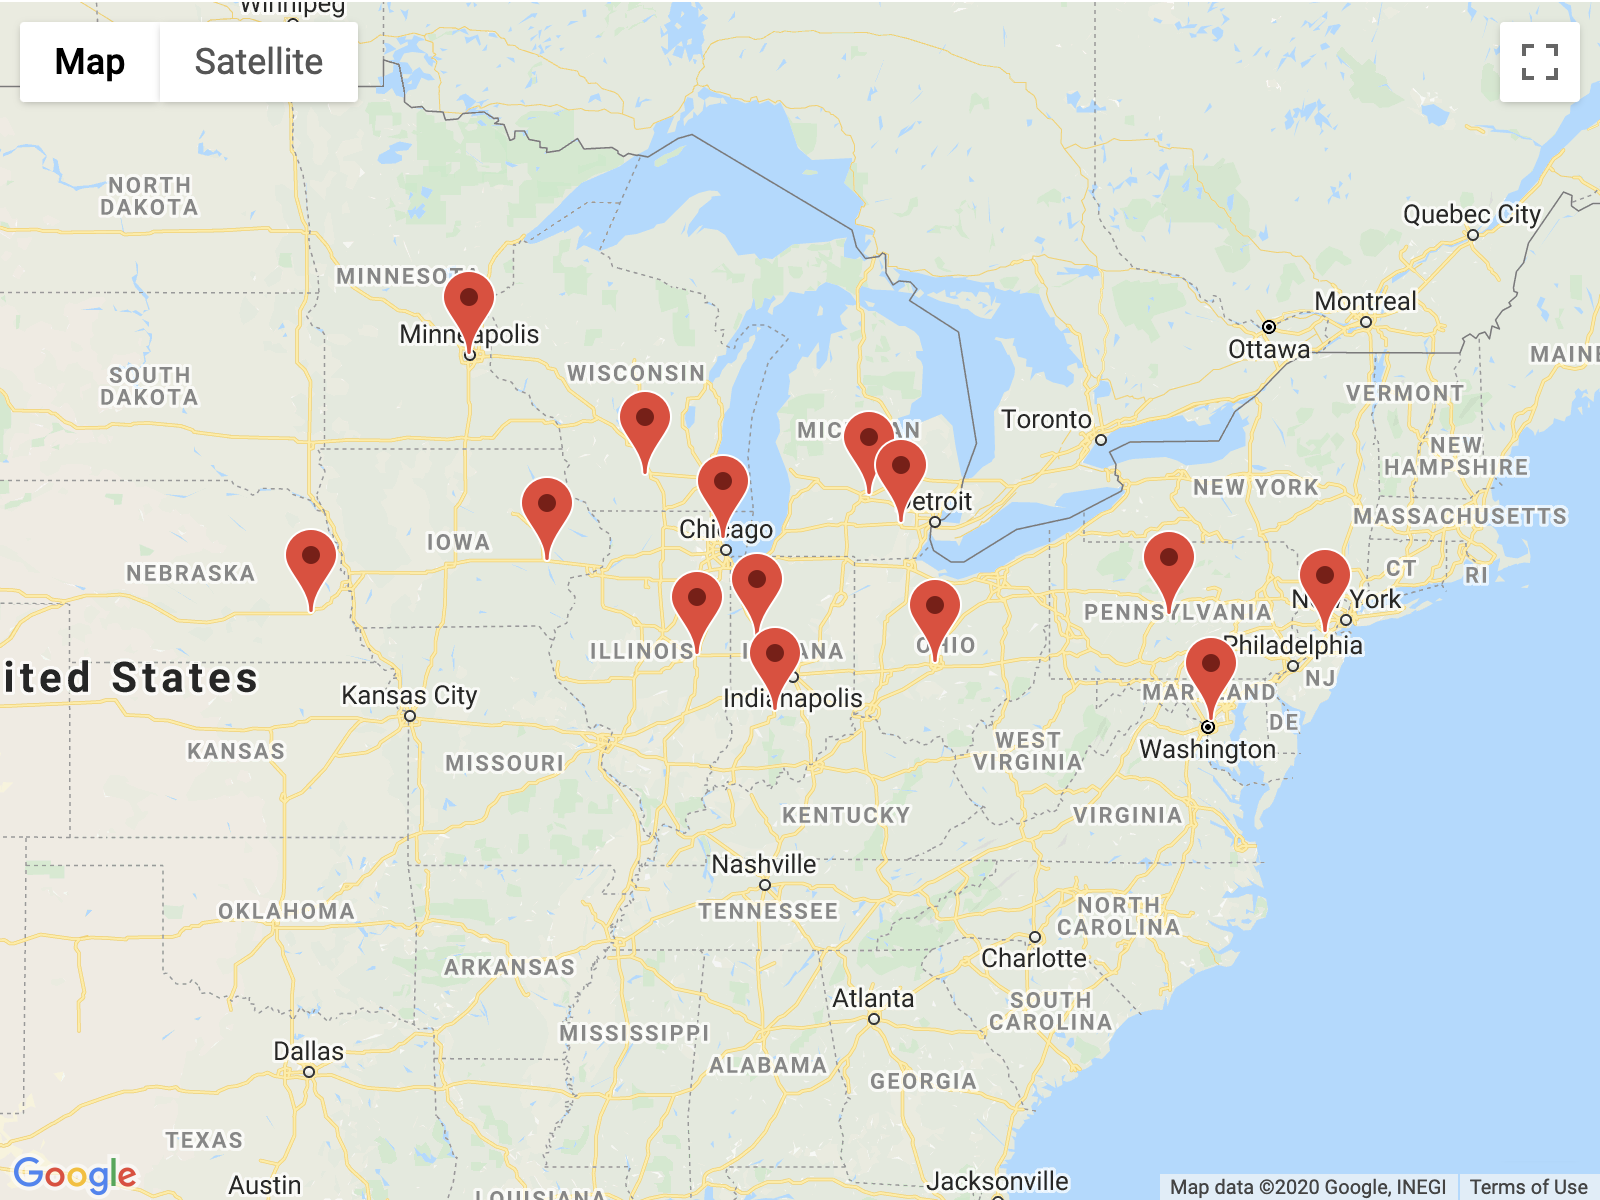 Winnipeg
Map
Satellite
NORTH
DAKOTA
Quebec City
MINNESOTA
Montreal
Minneapolis
Ottawa
MAINE
SOUTH
DAKOTA
WISCONSIN
VERMONT
MICHIGAN
Toronto
NEW
HAMPSHIRE
NEW YORK
Detroit
MASSACHUSETTS
Chicago
IOWA
NEBRASKA
CT
RI
PENNSYLVANIA
New York
ILLINOIS
INDIANA
OHIO
Philadelphia
ited States
NJ
Kansas City
Indianapolis
MARYLAND
DE
KANSAS
MISSOURI
WEST
VIRGINIA
Washington
KENTUCKY
VIRGINIA
Nashville
TENNESSEE
OKLAHOMA
NORTH
CAROLINA
Charlotte
ARKANSAS
Atlanta
SOUTH
CAROLINA
MISSISSIPPI
Dallas
ALABAMA
GEORGIA
TEXAS
Google
Austin
LOUISIANA
Jacksonville
Map data ©2020 Google, INEGI
Terms of Use